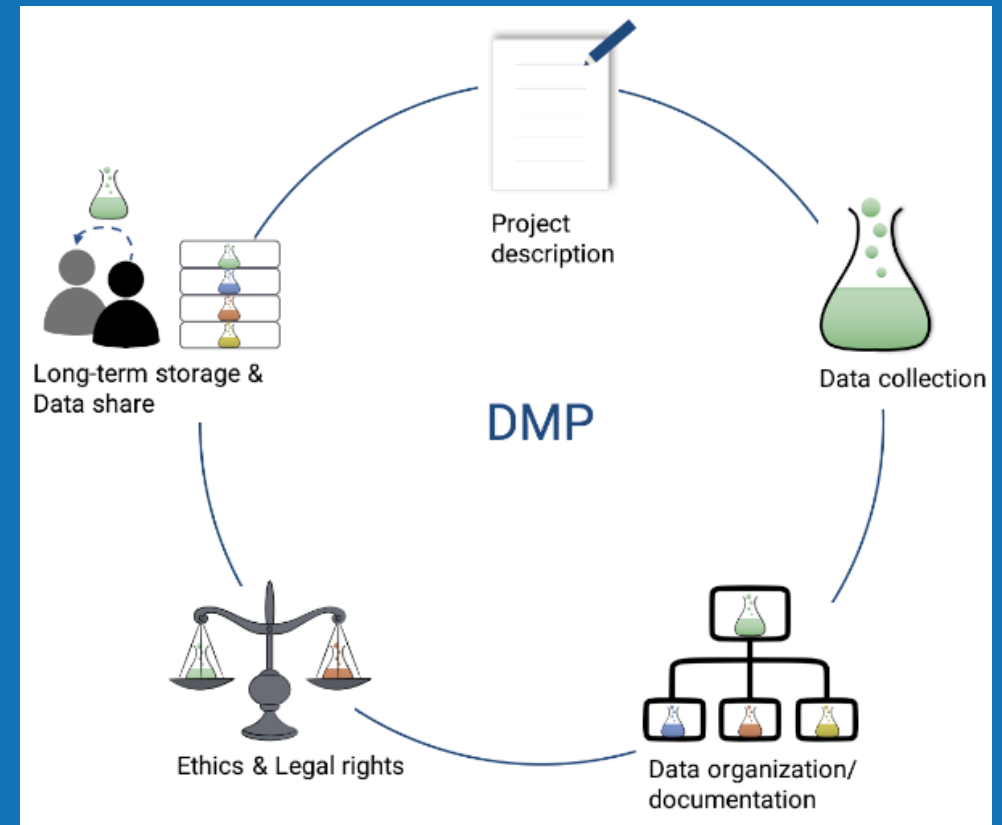 Project
description
Data collection
Long-term storage &
Data share
DMP
Ethics & Legal rights
Data organization/
documentation